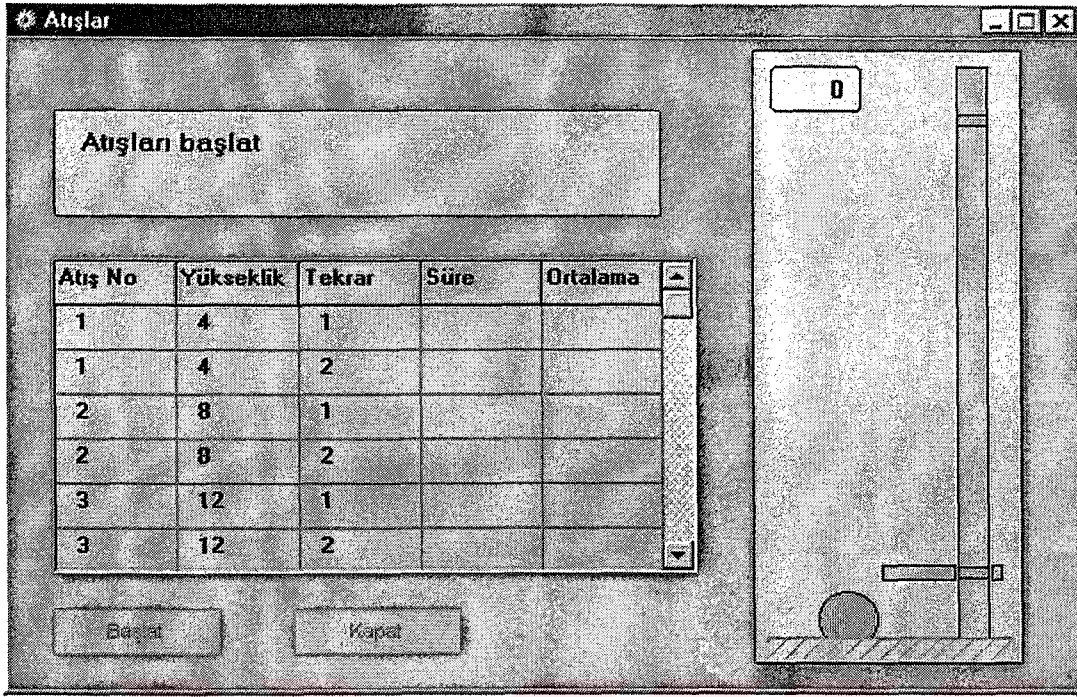 Atışlar
0
Atışları başlat
Atış No Yükseklik Tekrar Süre Ortalama
1 4 1
1 4 2
2 8 1
2 8 2
3 12 1
3 12 2
Başlat Kapat